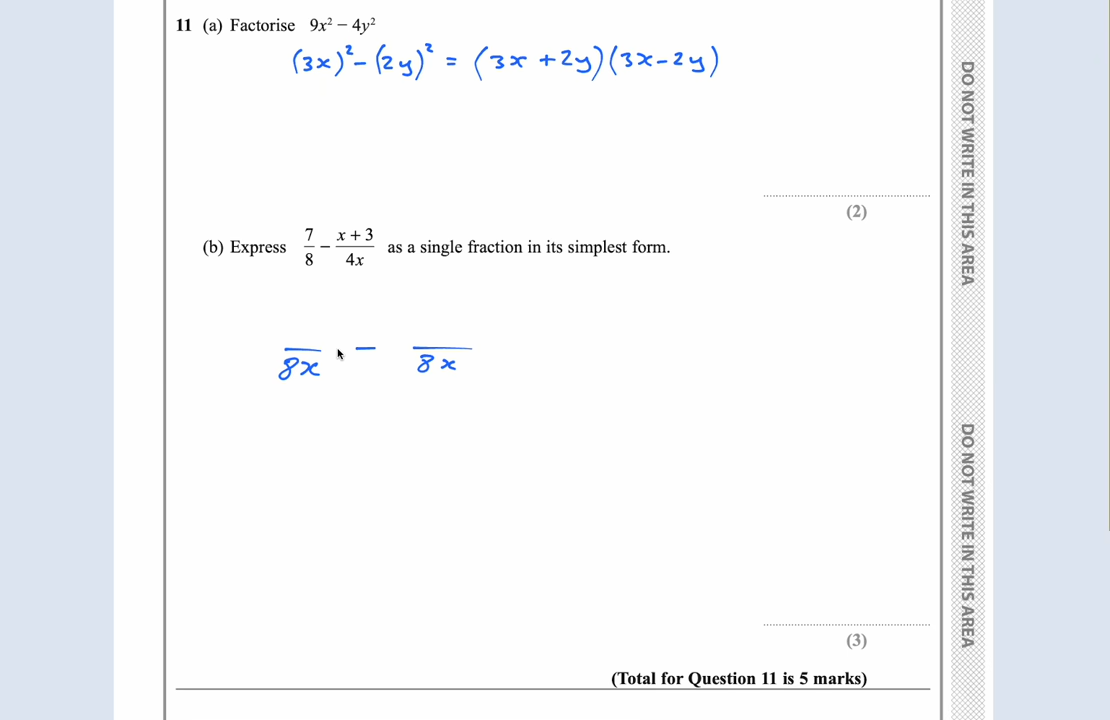 11 (a) Factorise 9x² − 4y²
(3x)² − (2y)² = (3x + 2y)(3x − 2y)
(2)
(b) Express 7/8 − (x + 3)/4x as a single fraction in its simplest form.
/8x − /8x
(3)
(Total for Question 11 is 5 marks)
DO NOT WRITE IN THIS AREA
DO NOT WRITE IN THIS AREA